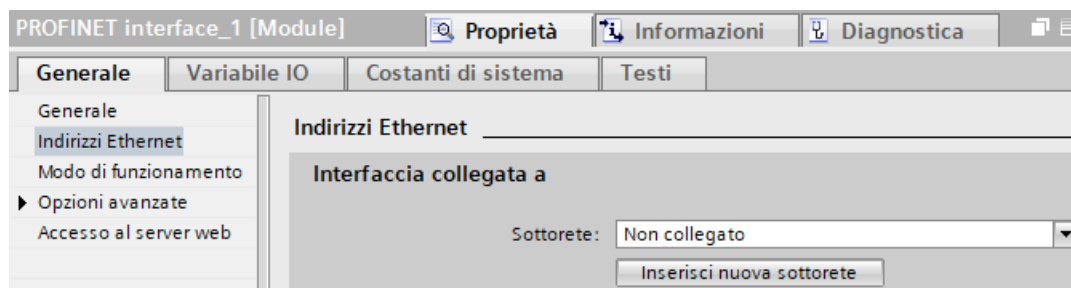 PROFINET interface_1 [Module]
Proprietà
Informazioni
Diagnostica
Generale
Variabile IO
Costanti di sistema
Testi
Generale
Indirizzi Ethernet
Modo di funzionamento
Opzioni avanzate
Accesso al server web
Indirizzi Ethernet
Interfaccia collegata a
Sottorete: Non collegato
Inserisci nuova sottorete